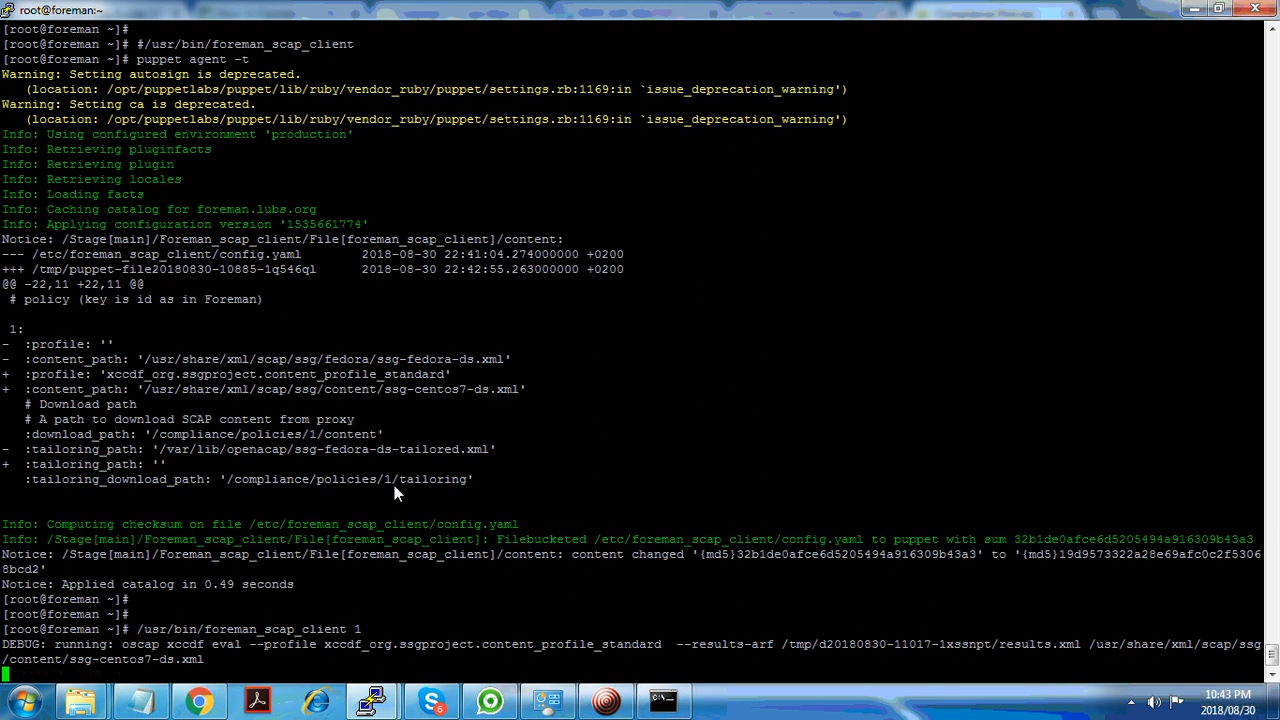 root@foreman:~
[root@foreman ~]#
[root@foreman ~]# #/usr/bin/foreman_scap_client
[root@foreman ~]# puppet agent -t
Warning: Setting autosign is deprecated.
   (location: /opt/puppetlabs/puppet/lib/ruby/vendor_ruby/puppet/settings.rb:1169:in `issue_deprecation_warning')
Warning: Setting ca is deprecated.
   (location: /opt/puppetlabs/puppet/lib/ruby/vendor_ruby/puppet/settings.rb:1169:in `issue_deprecation_warning')
Info: Using configured environment 'production'
Info: Retrieving pluginfacts
Info: Retrieving plugin
Info: Retrieving locales
Info: Loading facts
Info: Caching catalog for foreman.lubs.org
Info: Applying configuration version '1535661774'
Notice: /Stage[main]/Foreman_scap_client/File[foreman_scap_client]/content:
--- /etc/foreman_scap_client/config.yaml        2018-08-30 22:41:04.274000000 +0200
+++ /tmp/puppet-file20180830-10885-1q546ql      2018-08-30 22:42:55.263000000 +0200
@@ -22,11 +22,11 @@
 # policy (key is id as in Foreman)
 1:
-  :profile: ''
-  :content_path: '/usr/share/xml/scap/ssg/fedora/ssg-fedora-ds.xml'
+  :profile: 'xccdf_org.ssgproject.content_profile_standard'
+  :content_path: '/usr/share/xml/scap/ssg/content/ssg-centos7-ds.xml'
   # Download path
   # A path to download SCAP content from proxy
   :download_path: '/compliance/policies/1/content'
-  :tailoring_path: '/var/lib/openacap/ssg-fedora-ds-tailored.xml'
+  :tailoring_path: ''
   :tailoring_download_path: '/compliance/policies/1/tailoring'
Info: Computing checksum on file /etc/foreman_scap_client/config.yaml
Info: /Stage[main]/Foreman_scap_client/File[foreman_scap_client]: Filebucketed /etc/foreman_scap_client/config.yaml to puppet with sum 32b1de0afce6d5205494a916309b43a3
Notice: /Stage[main]/Foreman_scap_client/File[foreman_scap_client]/content: content changed '{md5}32b1de0afce6d5205494a916309b43a3' to '{md5}19d9573322a28e69afc0c2f5306
8bcd2'
Notice: Applied catalog in 0.49 seconds
[root@foreman ~]#
[root@foreman ~]#
[root@foreman ~]# /usr/bin/foreman_scap_client 1
DEBUG: running: oscap xccdf eval --profile xccdf_org.ssgproject.content_profile_standard  --results-arf /tmp/d20180830-11017-1xssnpt/results.xml /usr/share/xml/scap/ssg
/content/ssg-centos7-ds.xml
6
10:43 PM
2018/08/30